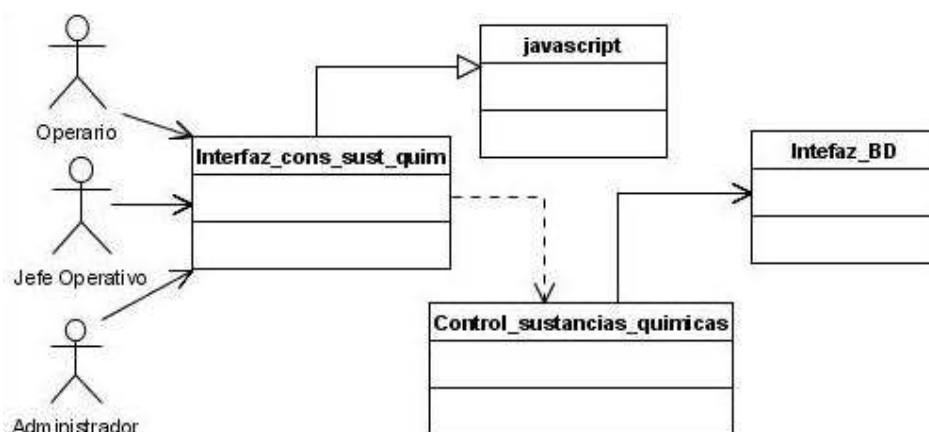 javascript
Operario
Interfaz_cons_sust_quim
Intefaz_BD
Jefe Operativo
Control_sustancias_quimicas
Administrador